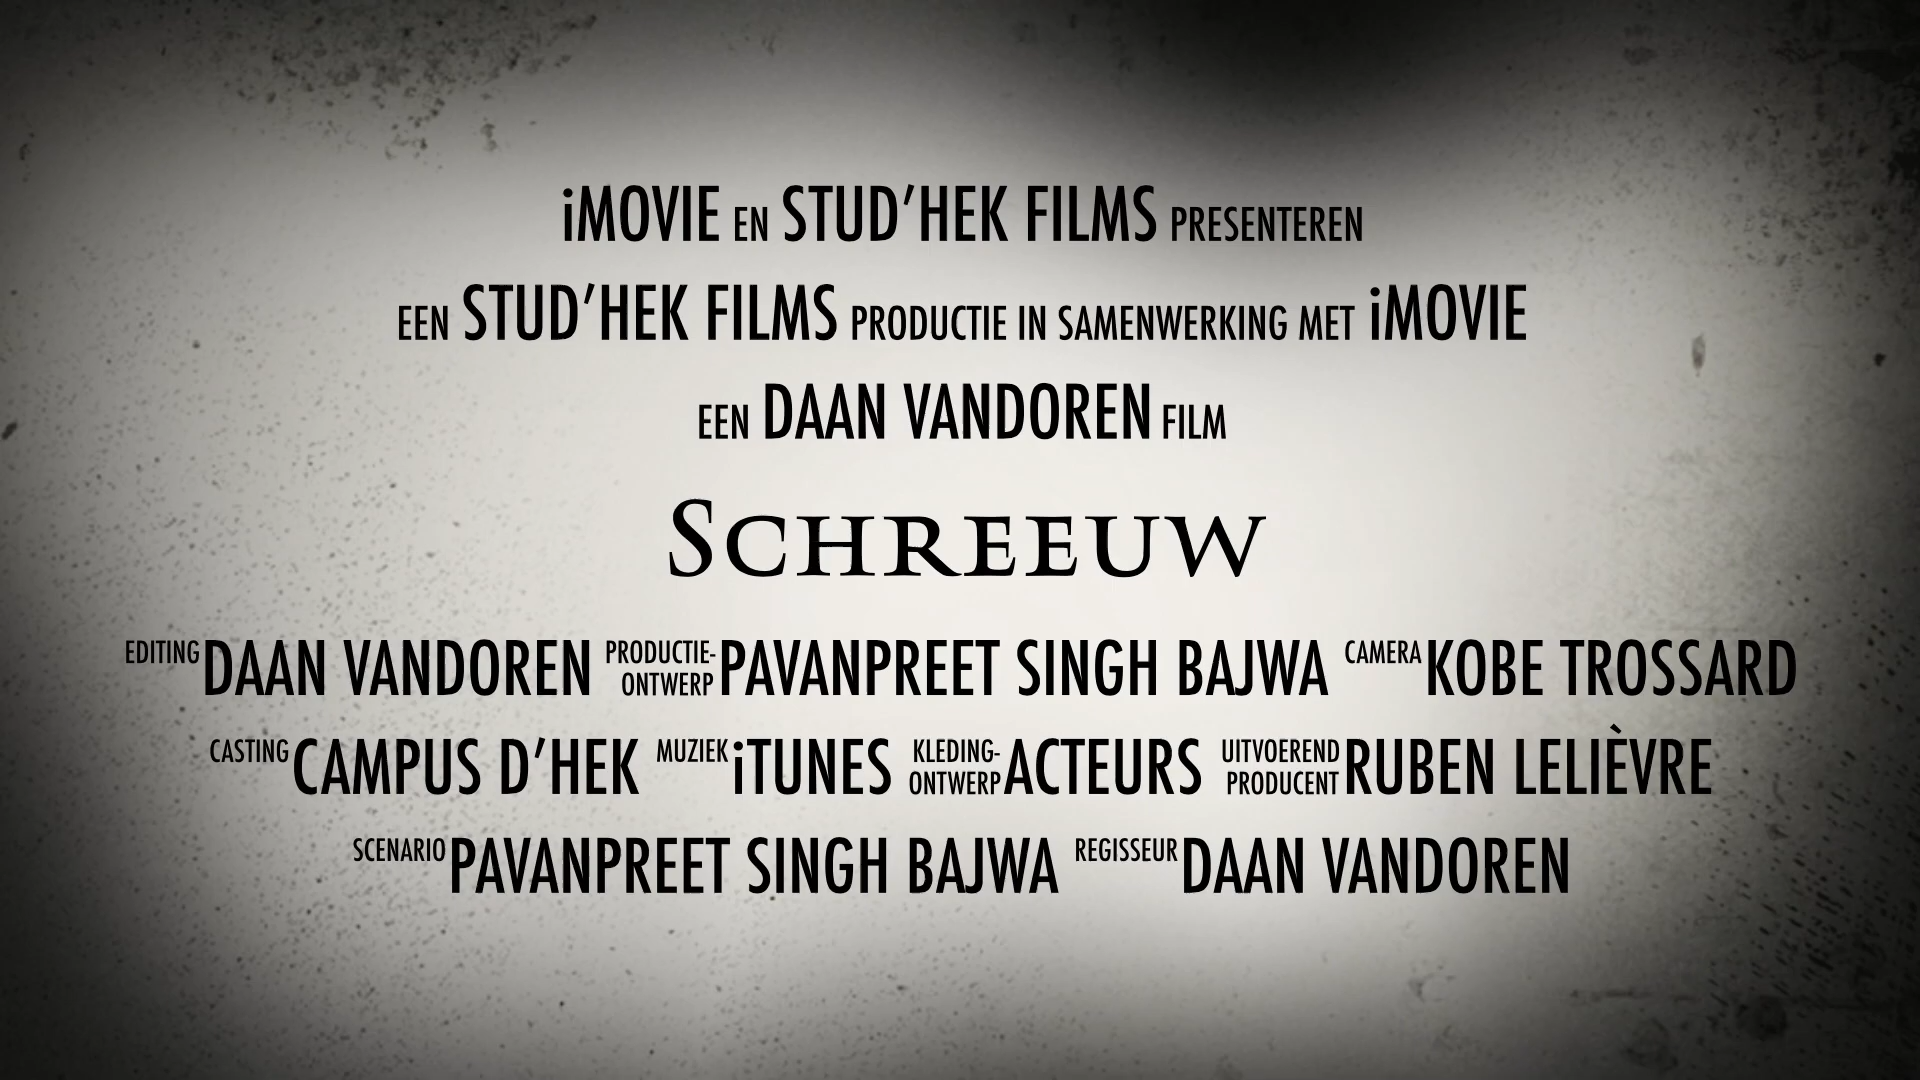 iMOVIE EN STUD'HEK FILMS PRESENTEREN
EEN STUD'HEK FILMS PRODUCTIE IN SAMENWERKING MET iMOVIE
EEN DAAN VANDOREN FILM
SCHREEUW
EDITING DAAN VANDOREN PRODUCTIE-ONTWERP PAVANPREET SINGH BAJWA CAMERA KOBE TROSSARD
CASTING CAMPUS D'HEK MUZIEK iTUNES KLEDING-ONTWERP ACTEURS UITVOEREND PRODUCENT RUBEN LELIÈVRE
SCENARIO PAVANPREET SINGH BAJWA REGISSEUR DAAN VANDOREN